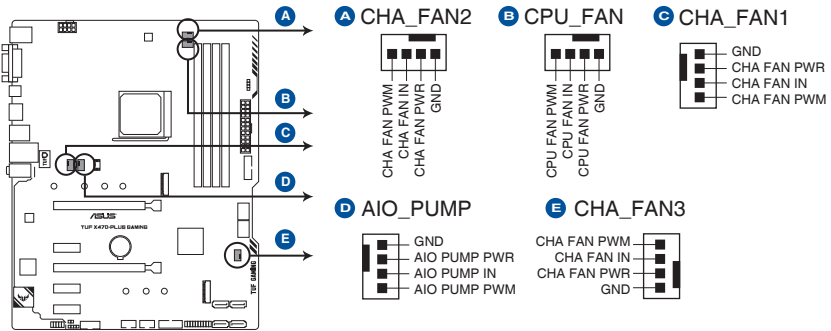 A
B
C
D
E
ASUS
TUF X470-PLUS GAMING
TUF GAMING
A CHA_FAN2
CHA FAN PWM
CHA FAN IN
CHA FAN PWR
GND
B CPU_FAN
CPU FAN PWM
CPU FAN IN
CPU FAN PWR
GND
C CHA_FAN1
GND
CHA FAN PWR
CHA FAN IN
CHA FAN PWM
D AIO_PUMP
GND
AIO PUMP PWR
AIO PUMP IN
AIO PUMP PWM
E CHA_FAN3
CHA FAN PWM
CHA FAN IN
CHA FAN PWR
GND